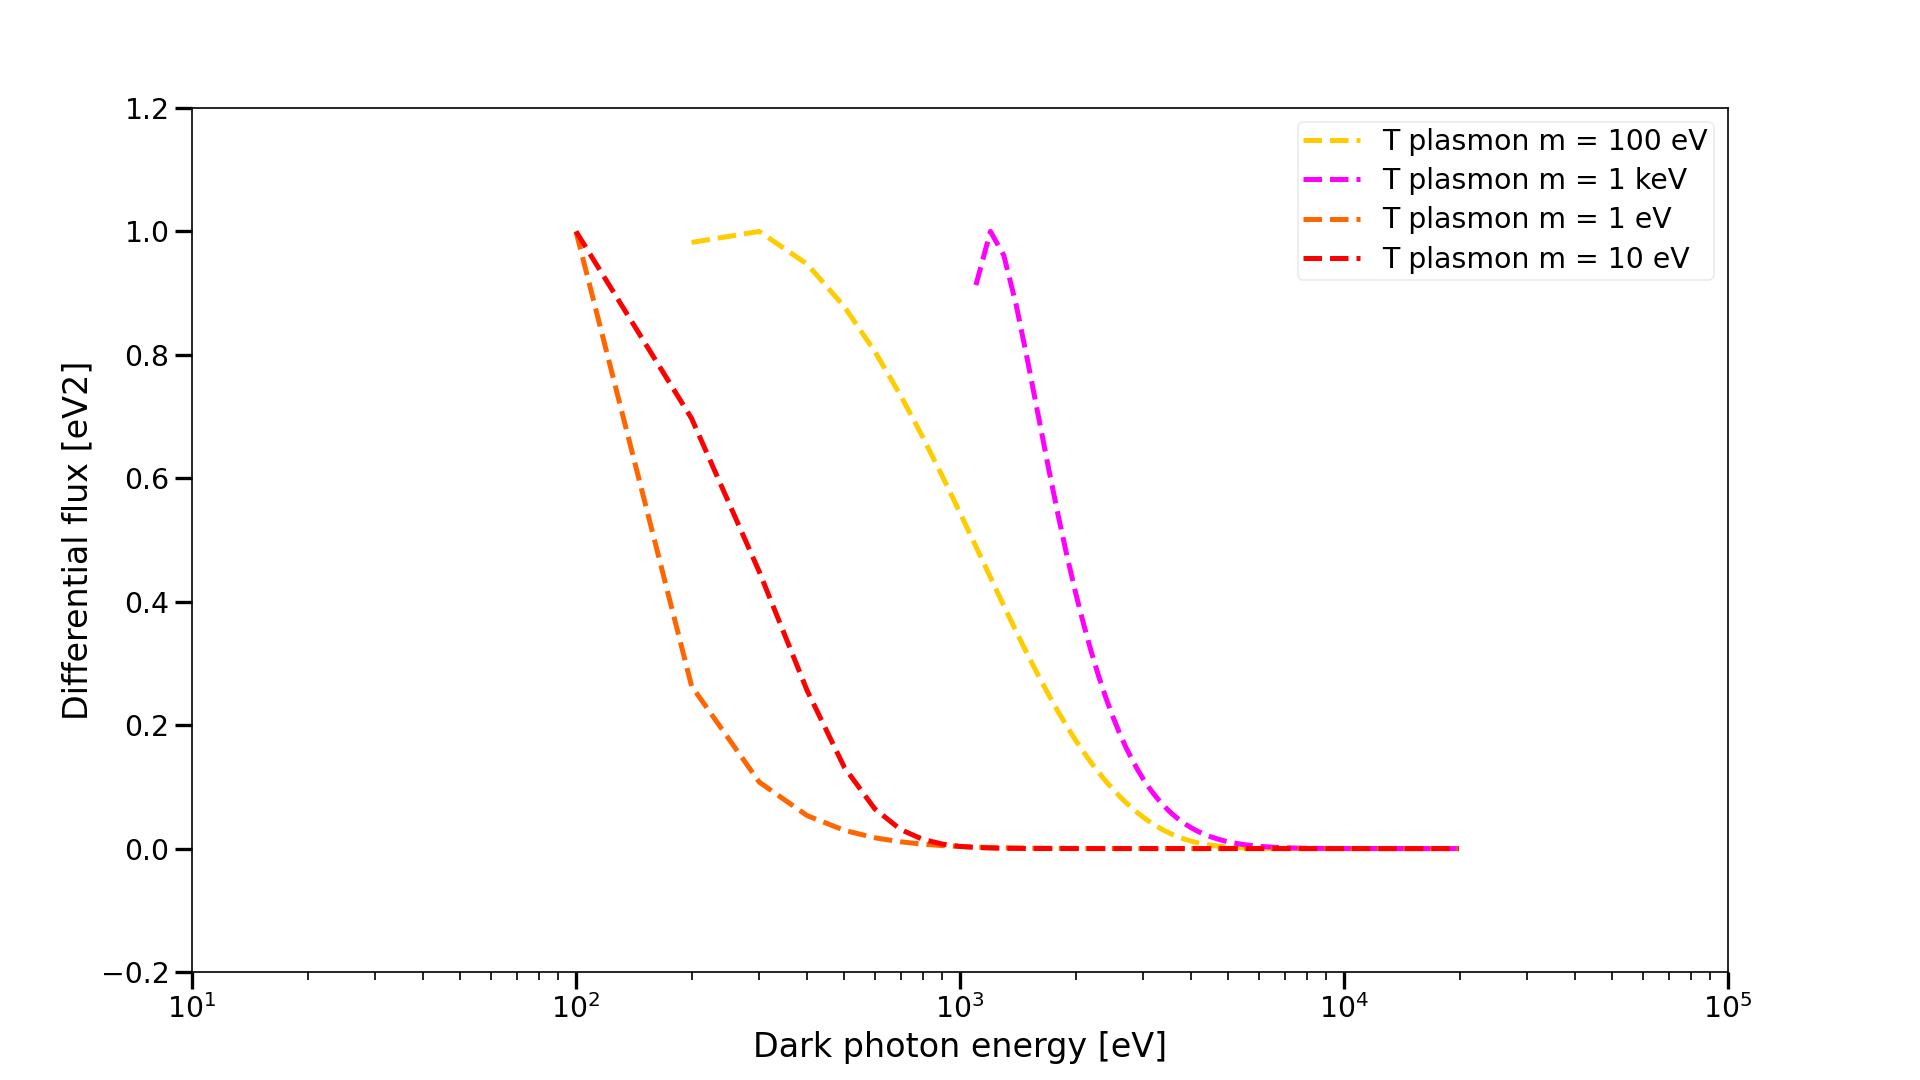 1.2
1.0
0.8
0.6
0.4
0.2
0.0
−0.2
Differential flux [eV2]
T plasmon m = 100 eV
T plasmon m = 1 keV
T plasmon m = 1 eV
T plasmon m = 10 eV
10¹ 10² 10³ 10⁴ 10⁵
Dark photon energy [eV]